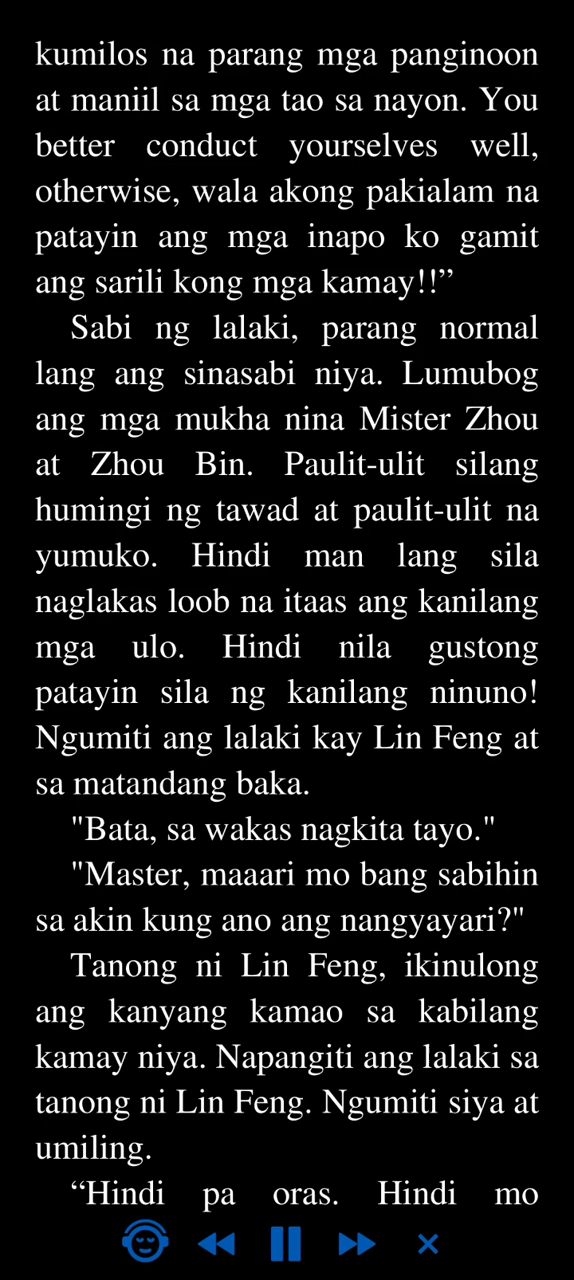 kumilos na parang mga panginoon
at maniil sa mga tao sa nayon. You
better conduct yourselves well,
otherwise, wala akong pakialam na
patayin ang mga inapo ko gamit
ang sarili kong mga kamay!!”
Sabi ng lalaki, parang normal
lang ang sinasabi niya. Lumubog
ang mga mukha nina Mister Zhou
at Zhou Bin. Paulit-ulit silang
humingi ng tawad at paulit-ulit na
yumuko. Hindi man lang sila
naglakas loob na itaas ang kanilang
mga ulo. Hindi nila gustong
patayin sila ng kanilang ninuno!
Ngumiti ang lalaki kay Lin Feng at
sa matandang baka.
"Bata, sa wakas nagkita tayo."
"Master, maaari mo bang sabihin
sa akin kung ano ang nangyayari?"
Tanong ni Lin Feng, ikinulong
ang kanyang kamao sa kabilang
kamay niya. Napangiti ang lalaki sa
tanong ni Lin Feng. Ngumiti siya at
umiling.
“Hindi pa oras. Hindi mo